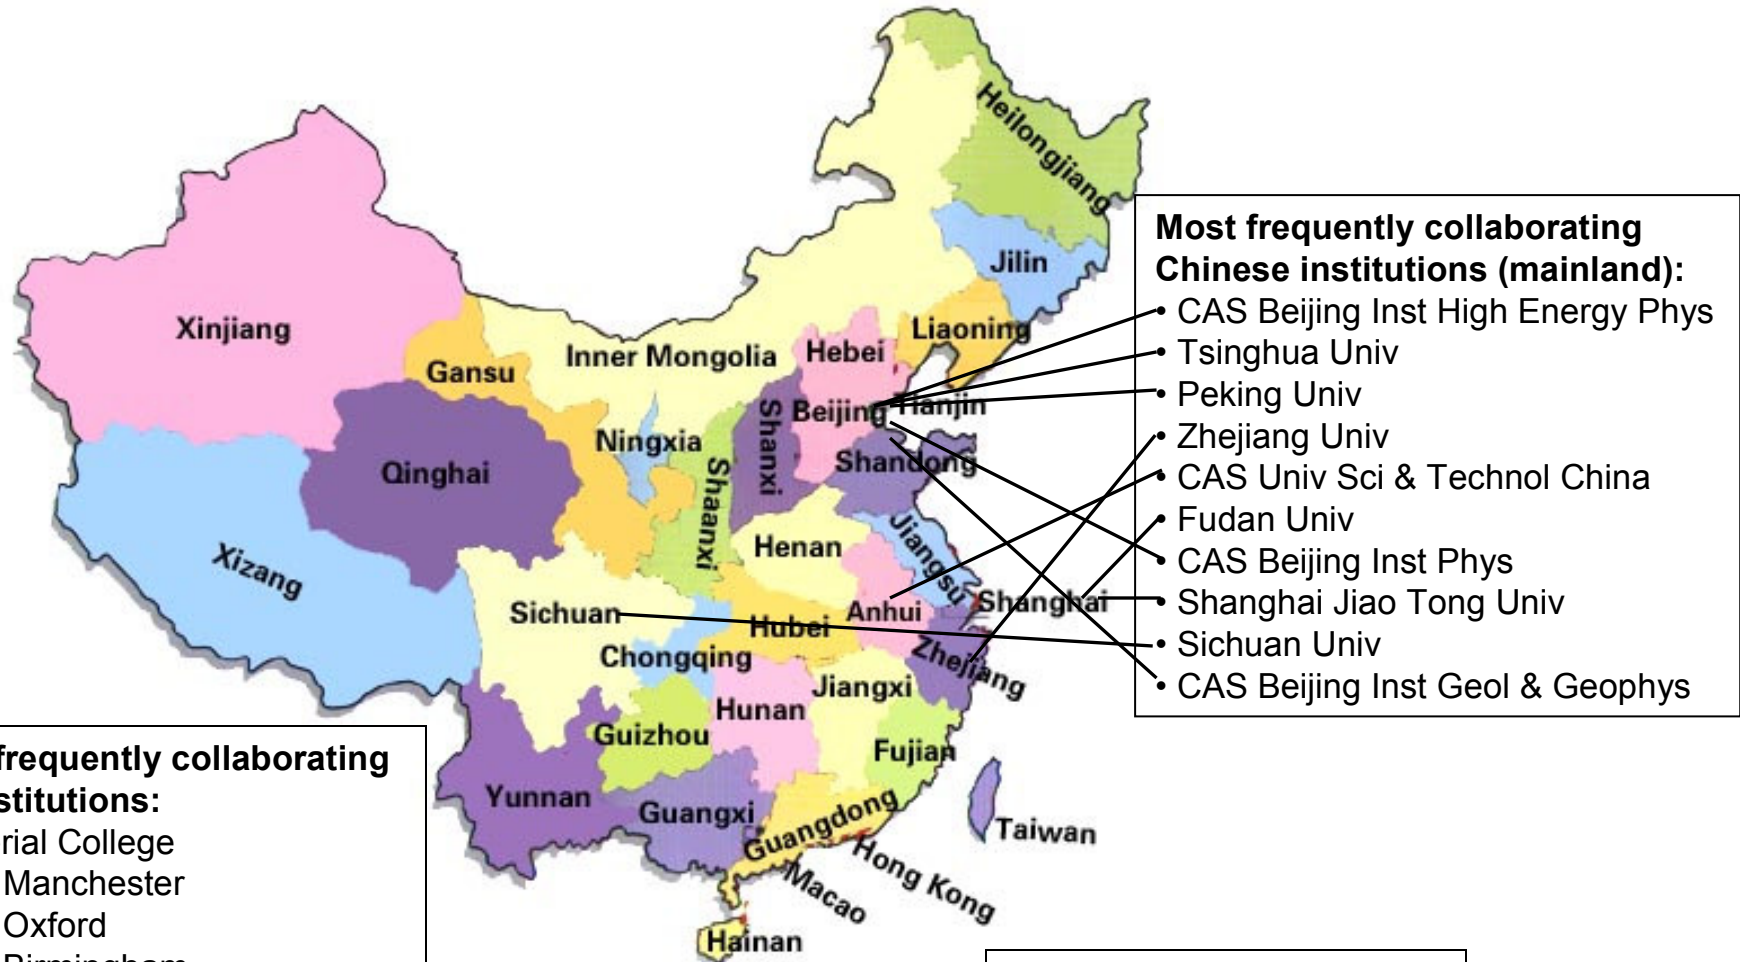 Heilongjiang
Most frequently collaborating
Chinese institutions (mainland):
• CAS Beijing Inst High Energy Phys
• Tsinghua Univ
• Peking Univ
• Zhejiang Univ
• CAS Univ Sci & Technol China
• Fudan Univ
• CAS Beijing Inst Phys
• Shanghai Jiao Tong Univ
• Sichuan Univ
• CAS Beijing Inst Geol & Geophys
Jilin
Xinjiang
Liaoning
Hebei
Inner Mongolia
Gansu
Beijing
Tianjin
Shanxi
Ningxia
Shandong
Qinghai
Shaanxi
Jiangsu
Henan
Xizang
Shanghai
Sichuan
Anhui
Hubei
Chongqing
Zhejiang
Jiangxi
Hunan
Guizhou
Fujian
Yunnan
Guangxi
Guangdong
Taiwan
Hong Kong
Macao
Hainan
frequently collaborating
stitutions:
rial College
Manchester
Oxford
Birmingham